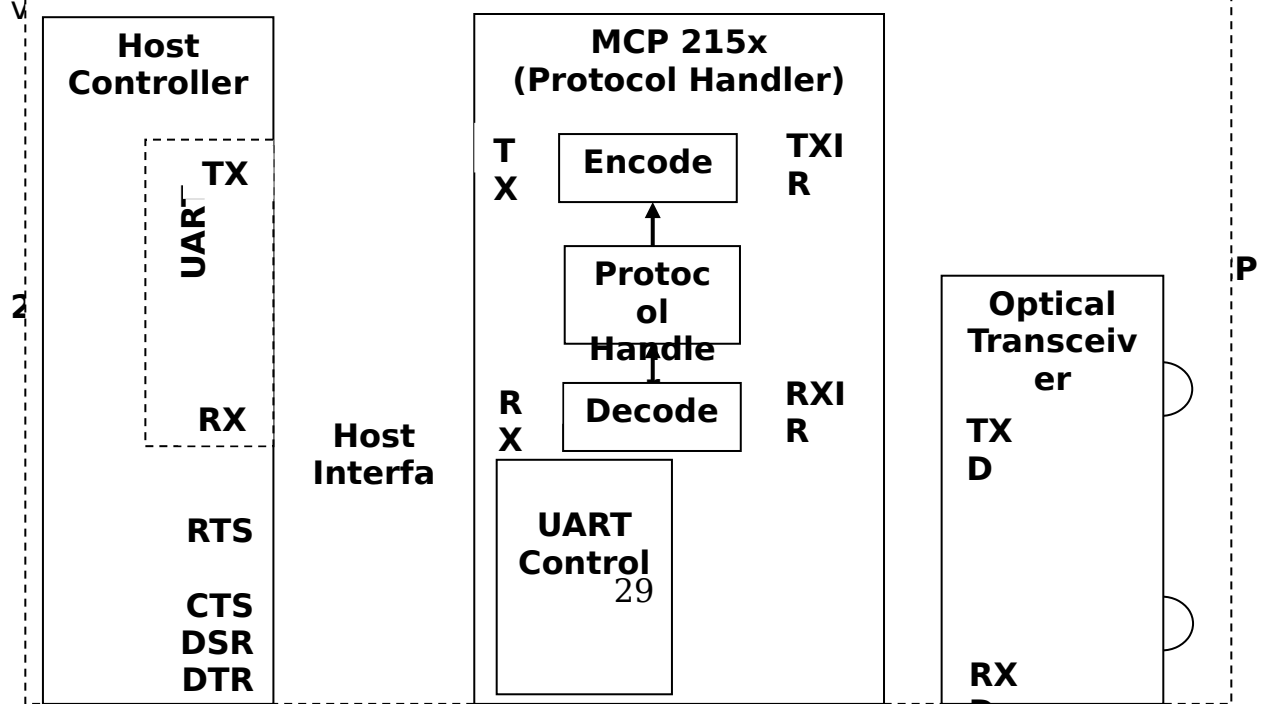 Host
Controller
TX
UART
RX
RTS
CTS
DSR
DTR
Host
Interfa
MCP 215x
(Protocol Handler)
T
X
Encode
TXI
R
Protoc
ol
Handle
R
X
Decode
RXI
R
UART
Control
29
Optical
Transceiv
er
TX
D
RX
P
2